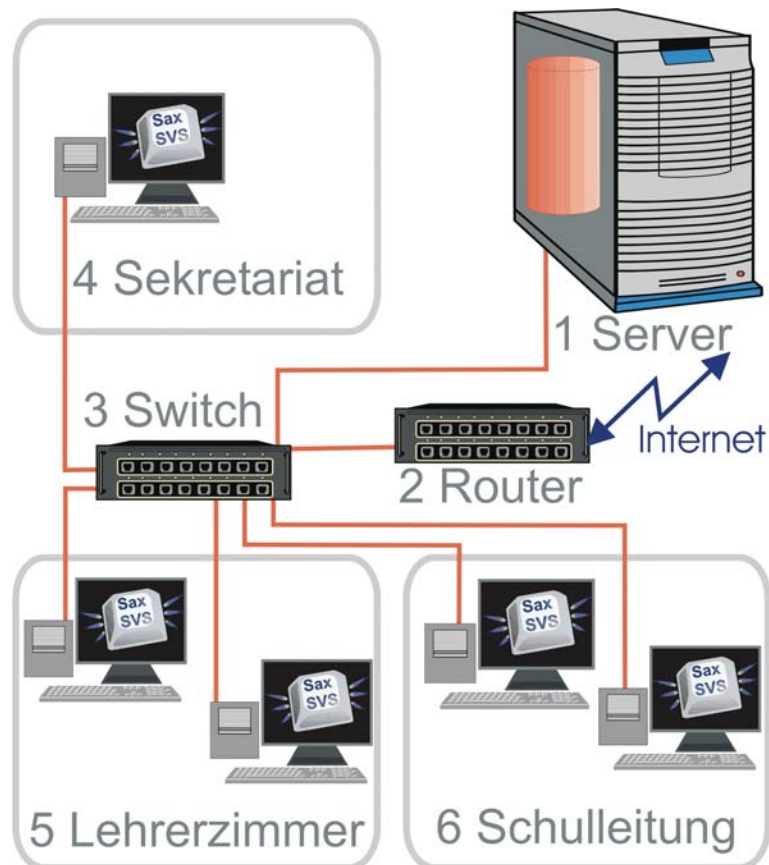 Sax
SVS
4 Sekretariat
1 Server
3 Switch
Internet
2 Router
Sax
SVS
Sax
SVS
Sax
SVS
Sax
SVS
5 Lehrerzimmer
6 Schulleitung